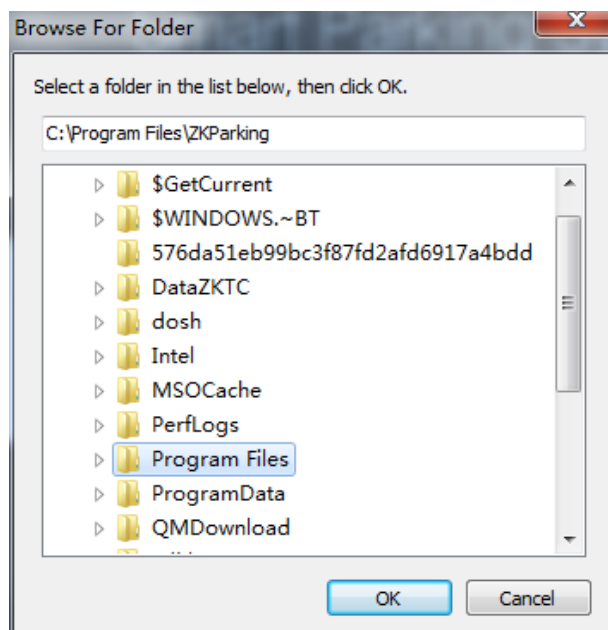 Browse For Folder
Select a folder in the list below, then click OK.
C:\Program Files\ZKParking
$GetCurrent
$WINDOWS.~BT
576da51eb99bc3f87fd2afd6917a4bdd
DataZKTC
dosh
Intel
MSOCache
PerfLogs
Program Files
ProgramData
QMDownload
OK Cancel